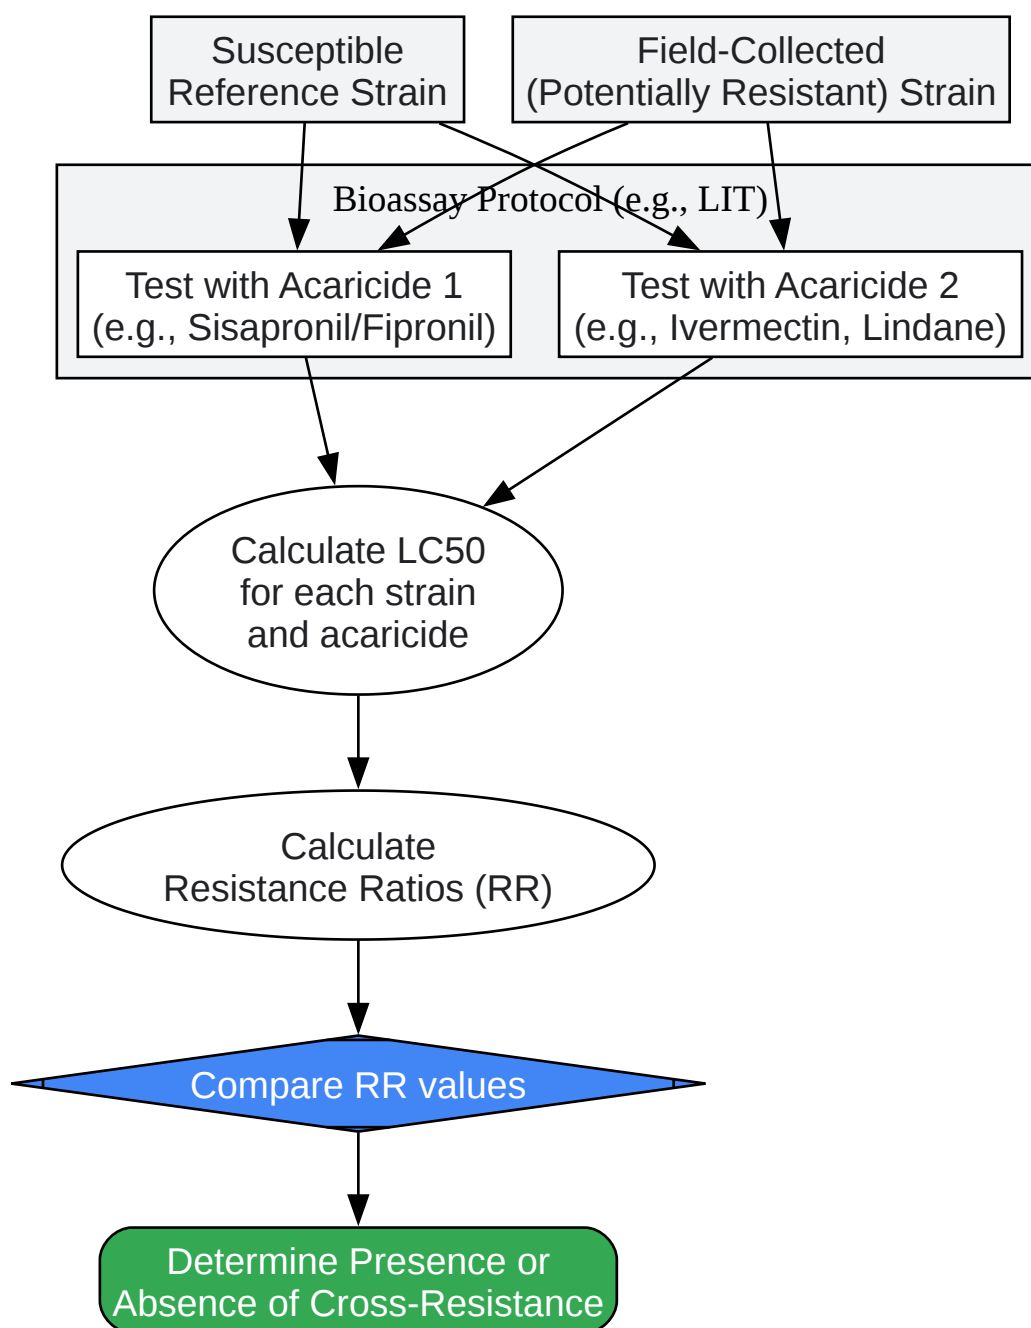 Susceptible
Reference Strain
Field-Collected
(Potentially Resistant) Strain
Bioassay Protocol (e.g., LIT)
Test with Acaricide 1
(e.g., Sisapronil/Fipronil)
Test with Acaricide 2
(e.g., Ivermectin, Lindane)
Calculate LC50
for each strain
and acaricide
Calculate
Resistance Ratios (RR)
Compare RR values
Determine Presence or
Absence of Cross-Resistance